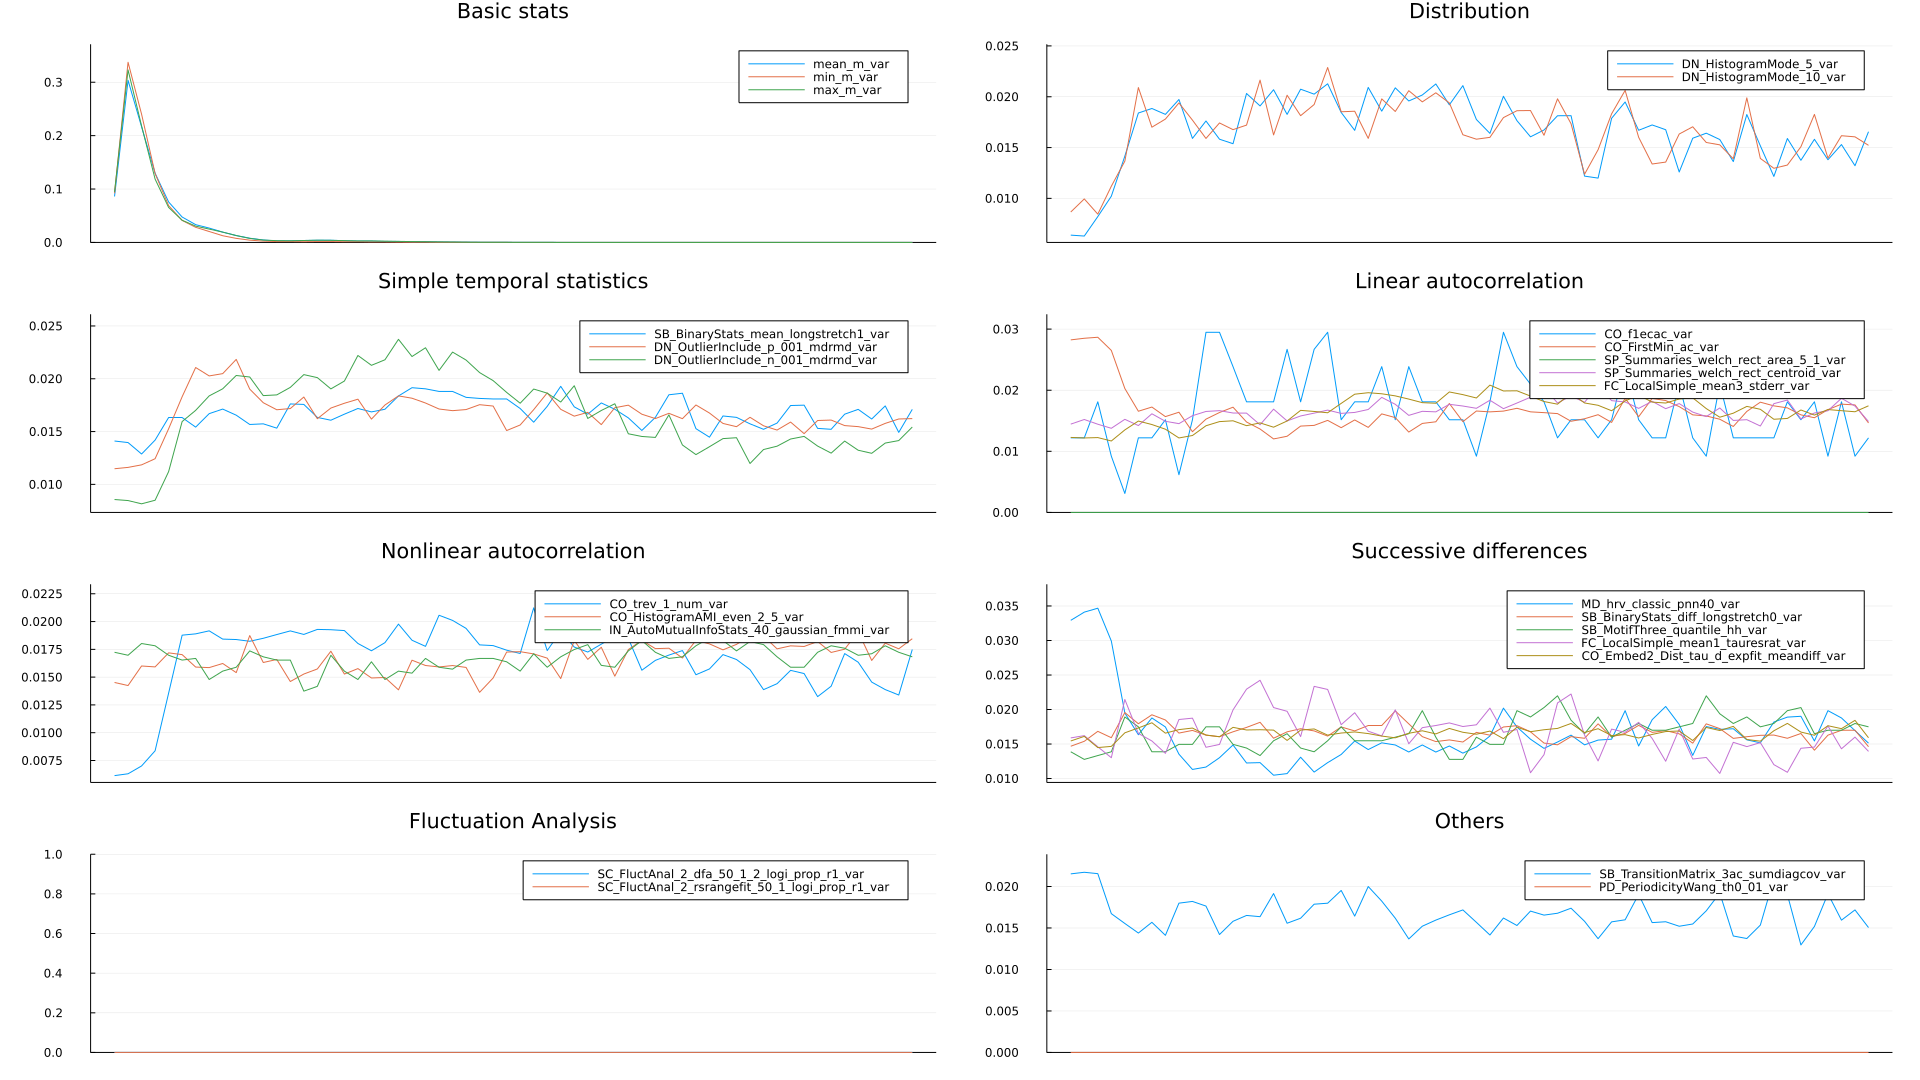 Basic stats
0.3
0.2
0.1
0.0
mean_m_var
min_m_var
max_m_var
Distribution
0.025
0.020
0.015
0.010
DN_HistogramMode_5_var
DN_HistogramMode_10_var
Simple temporal statistics
0.025
0.020
0.015
0.010
SB_BinaryStats_mean_longstretch1_var
DN_OutlierInclude_p_001_mdrmd_var
DN_OutlierInclude_n_001_mdrmd_var
Linear autocorrelation
0.03
0.02
0.01
0.00
CO_f1ecac_var
CO_FirstMin_ac_var
SP_Summaries_welch_rect_area_5_1_var
SP_Summaries_welch_rect_centroid_var
FC_LocalSimple_mean3_stderr_var
Nonlinear autocorrelation
0.0225
0.0200
0.0175
0.0150
0.0125
0.0100
0.0075
CO_trev_1_num_var
CO_HistogramAMI_even_2_5_var
IN_AutoMutualInfoStats_40_gaussian_fmmi_var
Successive differences
0.035
0.030
0.025
0.020
0.015
0.010
MD_hrv_classic_pnn40_var
SB_BinaryStats_diff_longstretch0_var
SB_MotifThree_quantile_hh_var
FC_LocalSimple_mean1_tauresrat_var
CO_Embed2_Dist_tau_d_expfit_meandiff_var
Fluctuation Analysis
1.0
0.8
0.6
0.4
0.2
0.0
SC_FluctAnal_2_dfa_50_1_2_logi_prop_r1_var
SC_FluctAnal_2_rsrangefit_50_1_logi_prop_r1_var
Others
0.020
0.015
0.010
0.005
0.000
SB_TransitionMatrix_3ac_sumdiagcov_var
PD_PeriodicityWang_th0_01_var